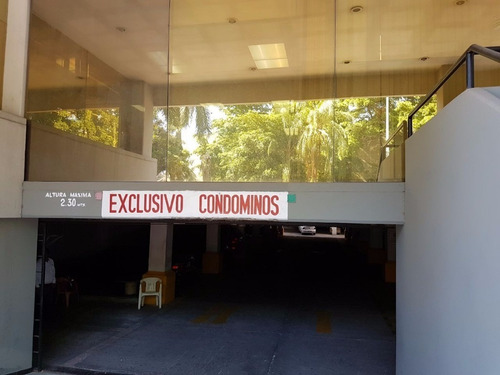 ALTURA MAXIMA
2.30 MTS
EXCLUSIVO CONDOMINOS